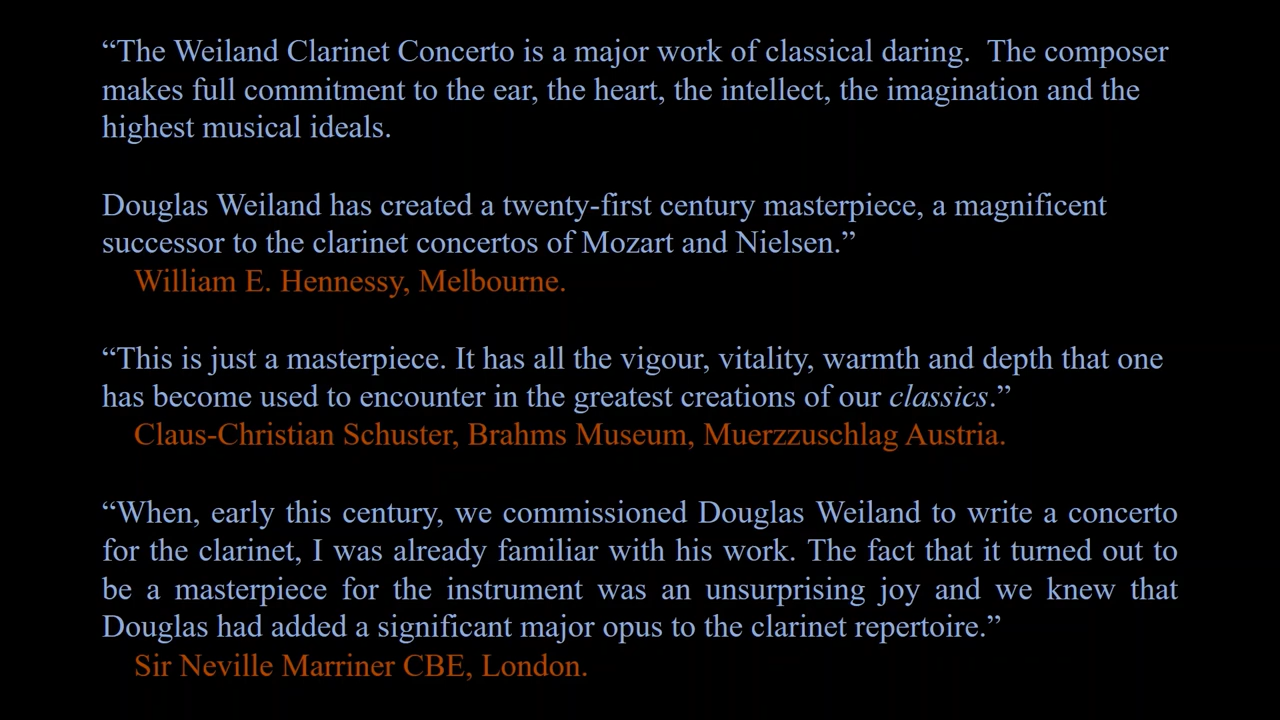 “The Weiland Clarinet Concerto is a major work of classical daring.  The composer
makes full commitment to the ear, the heart, the intellect, the imagination and the
highest musical ideals.
Douglas Weiland has created a twenty-first century masterpiece, a magnificent
successor to the clarinet concertos of Mozart and Nielsen.”
William E. Hennessy, Melbourne.
“This is just a masterpiece. It has all the vigour, vitality, warmth and depth that one
has become used to encounter in the greatest creations of our classics.”
Claus-Christian Schuster, Brahms Museum, Muerzzuschlag Austria.
“When, early this century, we commissioned Douglas Weiland to write a concerto
for the clarinet, I was already familiar with his work. The fact that it turned out to
be a masterpiece for the instrument was an unsurprising joy and we knew that
Douglas had added a significant major opus to the clarinet repertoire.”
Sir Neville Marriner CBE, London.